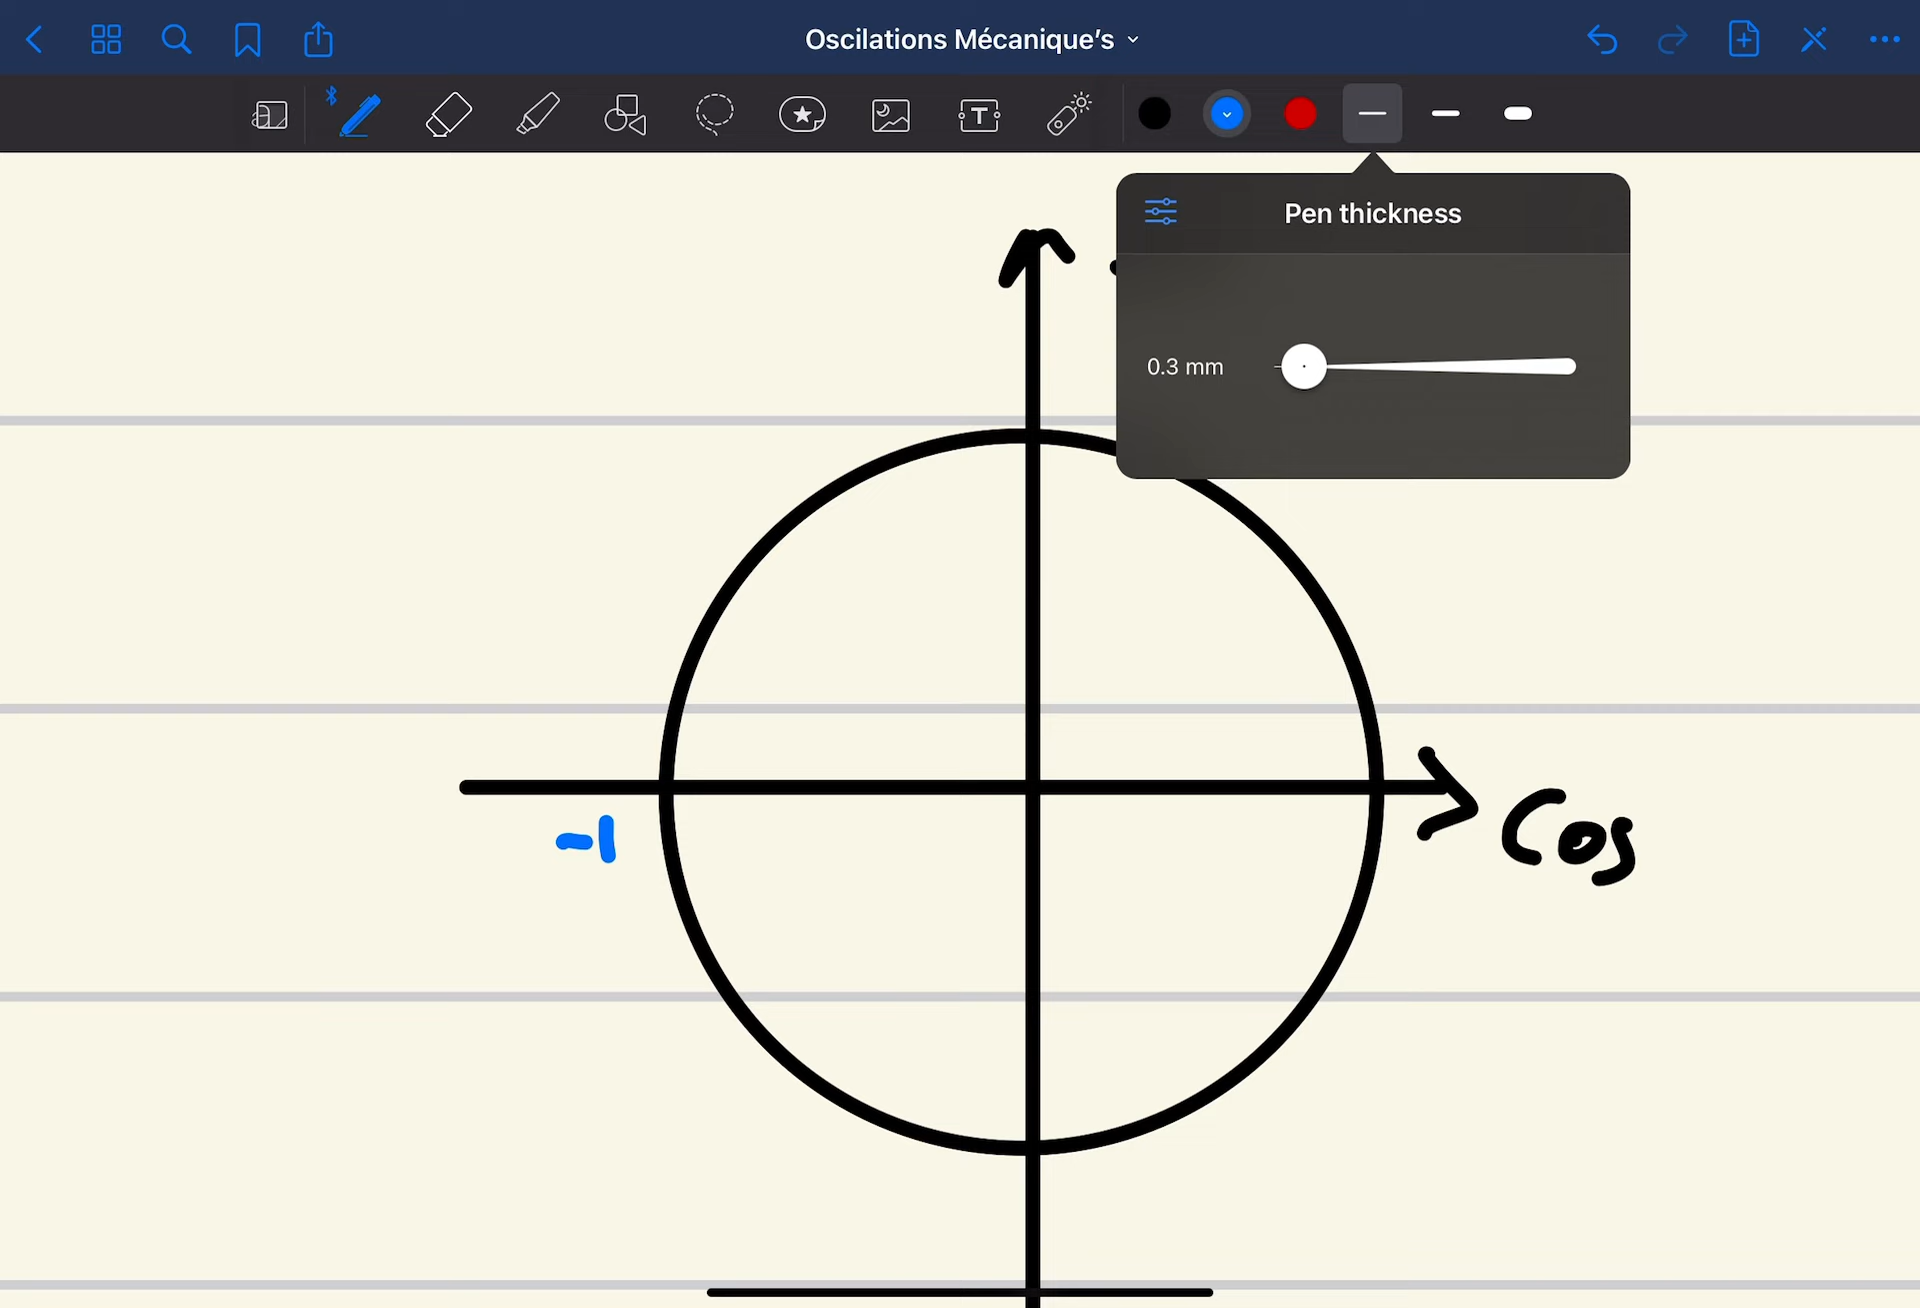 Oscilations Mécanique’s
T
Pen thickness
0.3 mm
-1
Cos